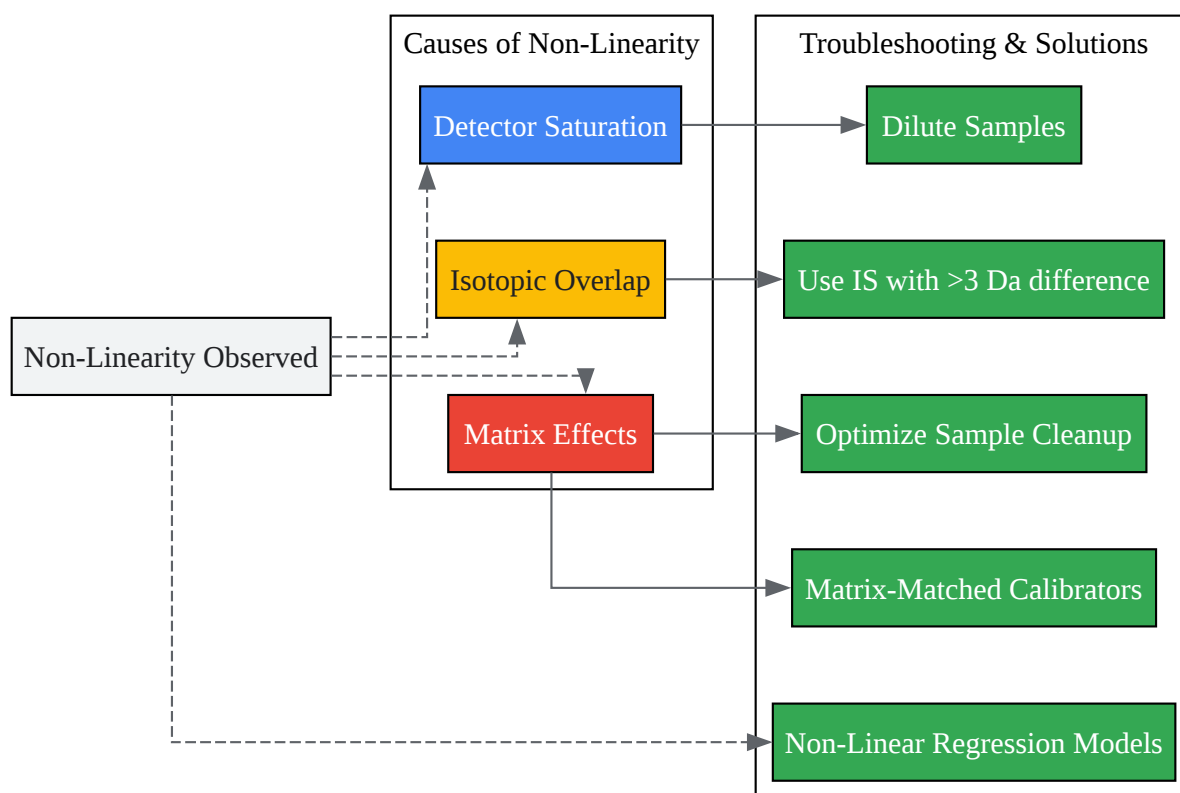 Causes of Non-Linearity
Troubleshooting & Solutions
Detector Saturation
Dilute Samples
Isotopic Overlap
Use IS with >3 Da difference
Non-Linearity Observed
Matrix Effects
Optimize Sample Cleanup
Matrix-Matched Calibrators
Non-Linear Regression Models